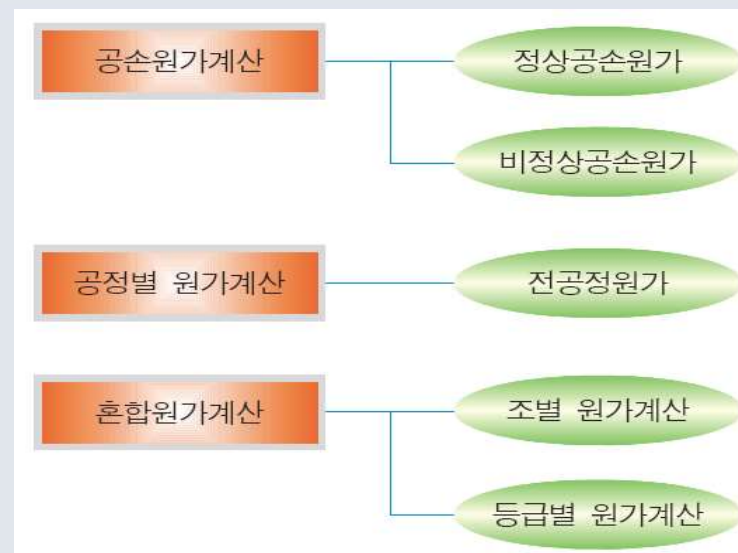 공손원가계산
정상공손원가
비정상공손원가
공정별 원가계산
전공정원가
혼합원가계산
조별 원가계산
등급별 원가계산